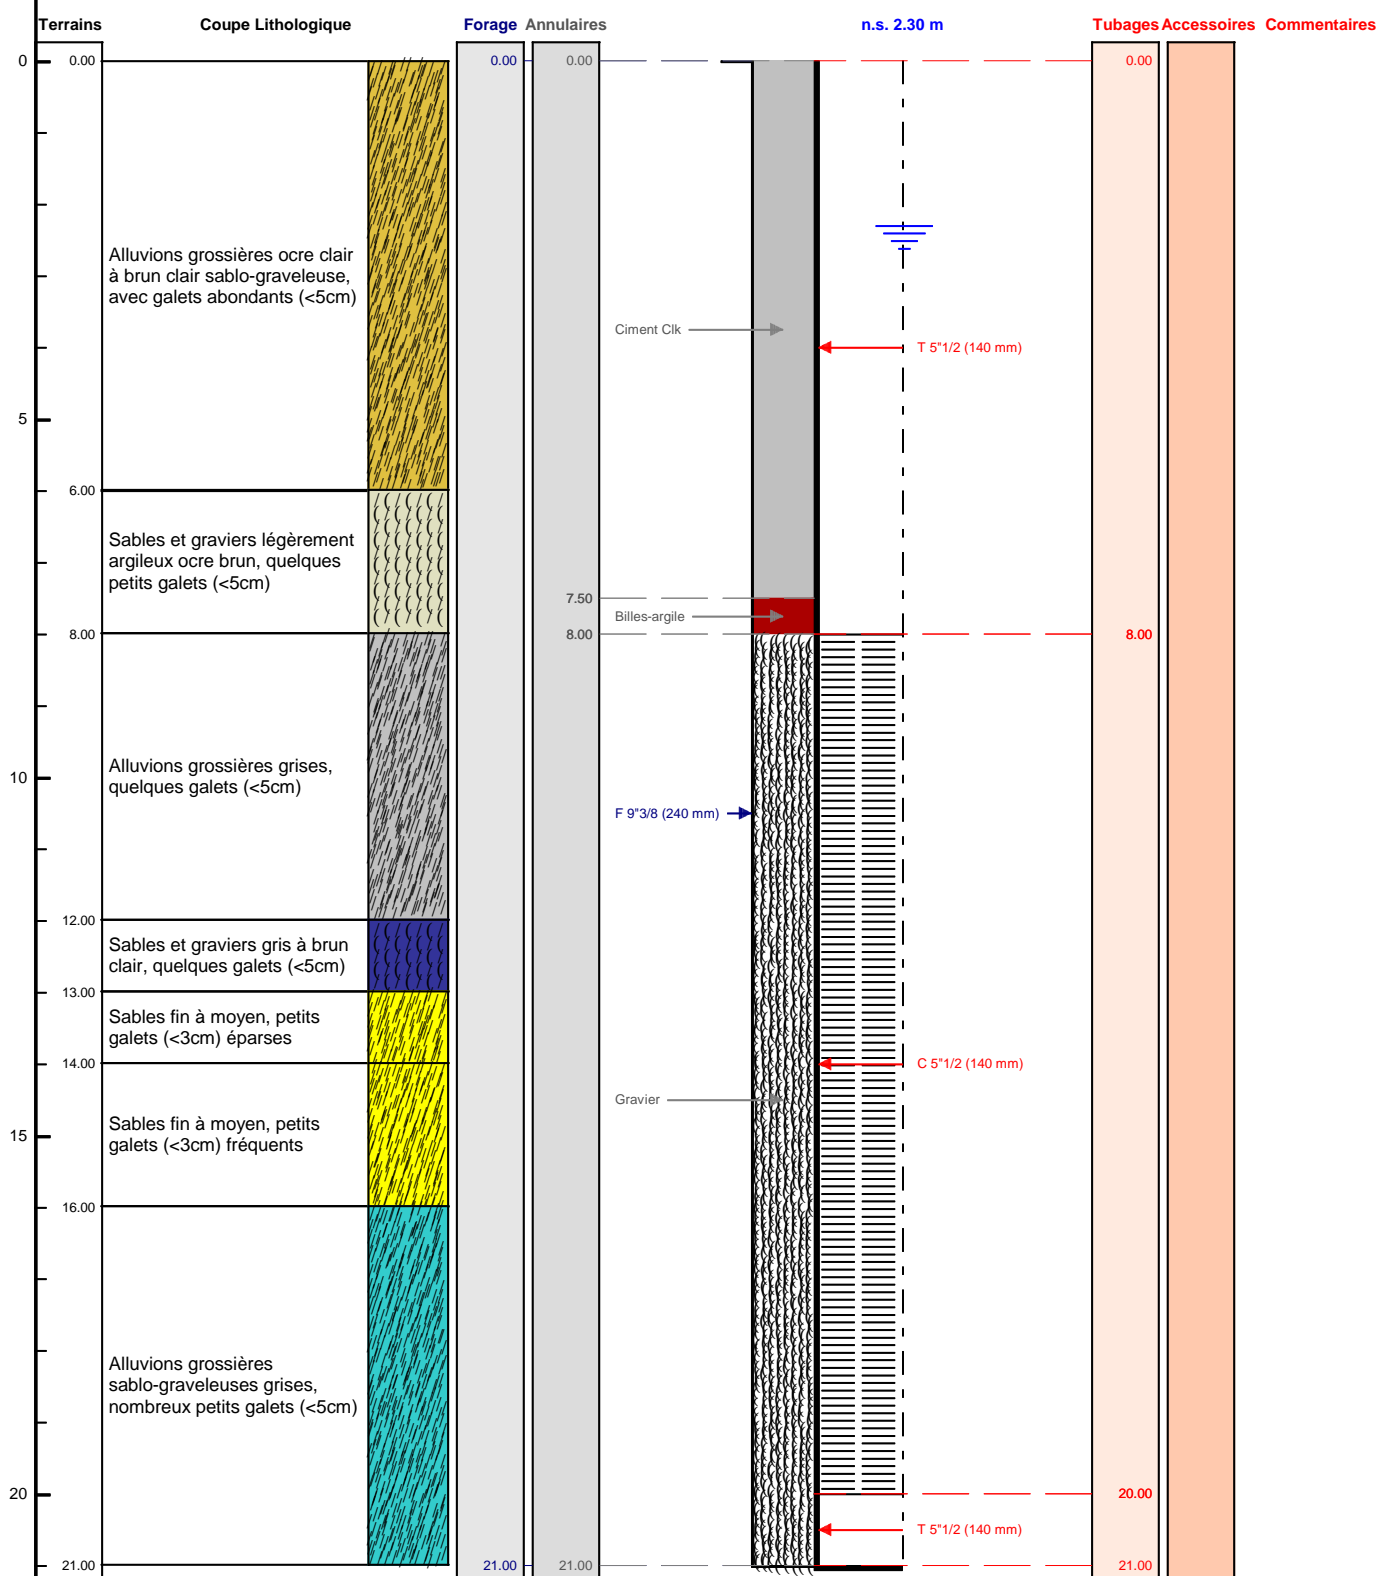 Terrains Coupe Lithologique Forage Annulaires n.s. 2.30 m Tubages Accessoires Commentaires
0 0.00 0.00 0.00 0.00
Alluvions grossières ocre clair
à brun clair sablo-graveleuse,
avec galets abondants (<5cm)
Ciment Clk
T 5"1/2 (140 mm)
5
6.00
Sables et graviers légèrement
argileux ocre brun, quelques
petits galets (<5cm)
7.50
Billes-argile
8.00 8.00 8.00
Alluvions grossières grises,
quelques galets (<5cm)
10
F 9"3/8 (240 mm)
12.00
Sables et graviers gris à brun
clair, quelques galets (<5cm)
13.00
Sables fin à moyen, petits
galets (<3cm) éparses
14.00
C 5"1/2 (140 mm)
Gravier
Sables fin à moyen, petits
galets (<3cm) fréquents
15
16.00
Alluvions grossières
sablo-graveleuses grises,
nombreux petits galets (<5cm)
20 20.00
T 5"1/2 (140 mm)
21.00 21.00 21.00 21.00